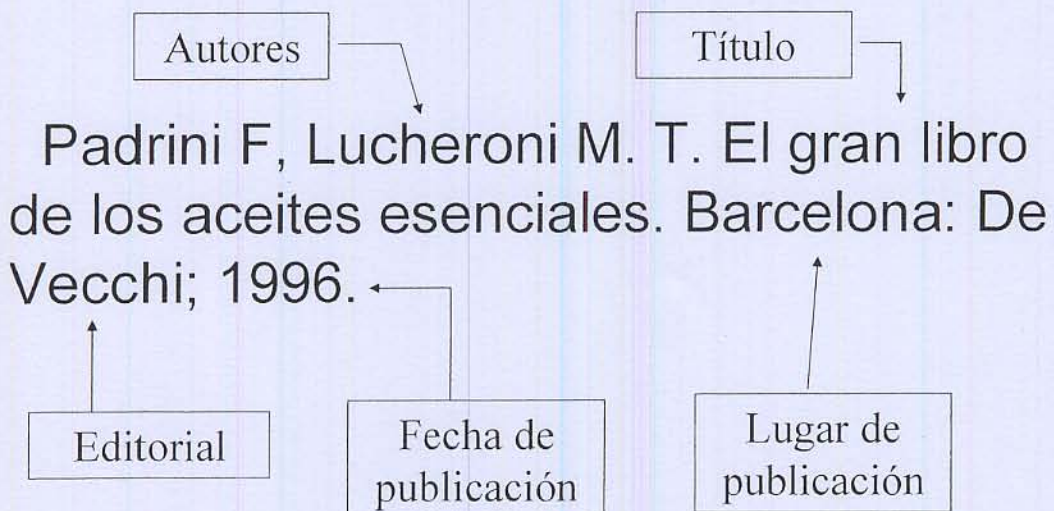 Autores
Título
Padrini F, Lucheroni M. T. El gran libro
de los aceites esenciales. Barcelona: De
Vecchi; 1996.
Editorial
Fecha de
publicación
Lugar de
publicación